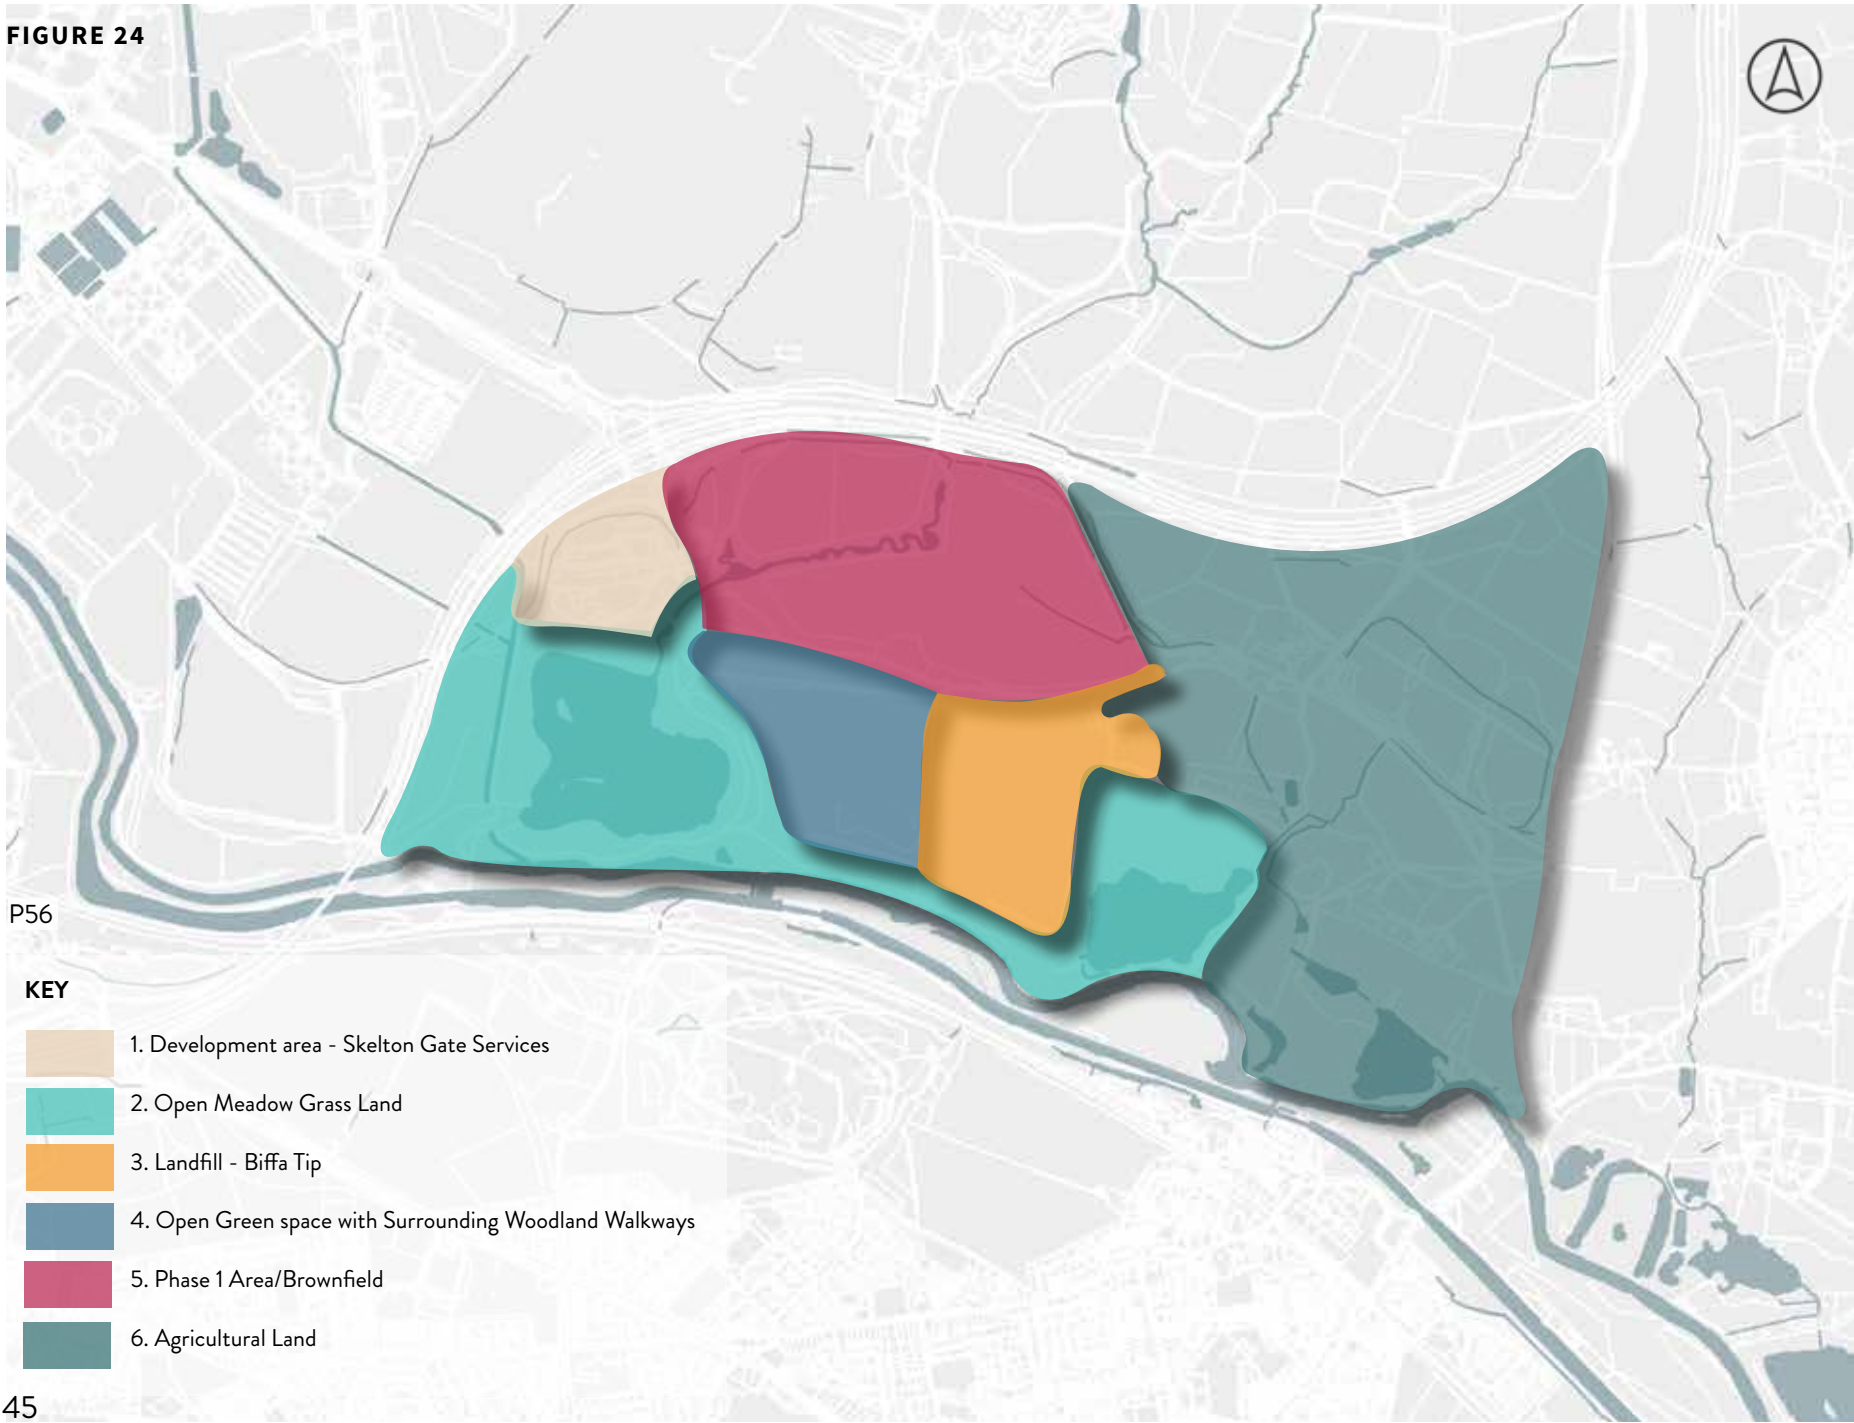 FIGURE 24
P56
KEY
1. Development area - Skelton Gate Services
2. Open Meadow Grass Land
3. Landfill - Biffa Tip
4. Open Green space with Surrounding Woodland Walkways
5. Phase 1 Area/Brownfield
6. Agricultural Land
45